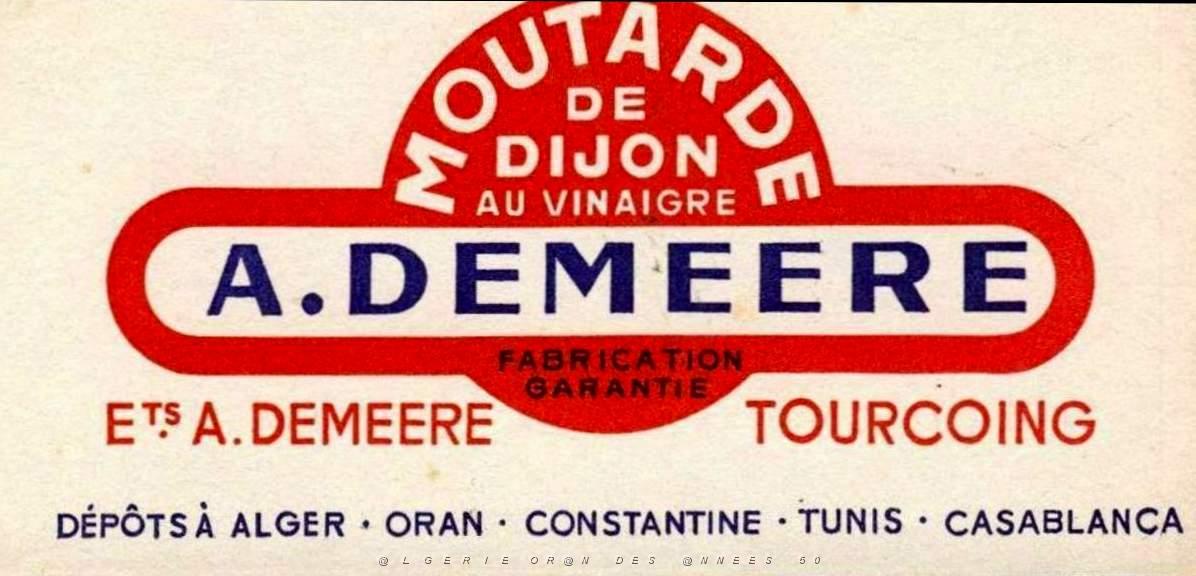 MOUTARDE
DE
DIJON
AU VINAIGRE
A. DEMEERE
FABRICATION
GARANTIE
ETS A. DEMEERE TOURCOING
DÉPÔTS À ALGER · ORAN · CONSTANTINE · TUNIS · CASABLANCA
@LGERIE OR@N DES @NNEES 50